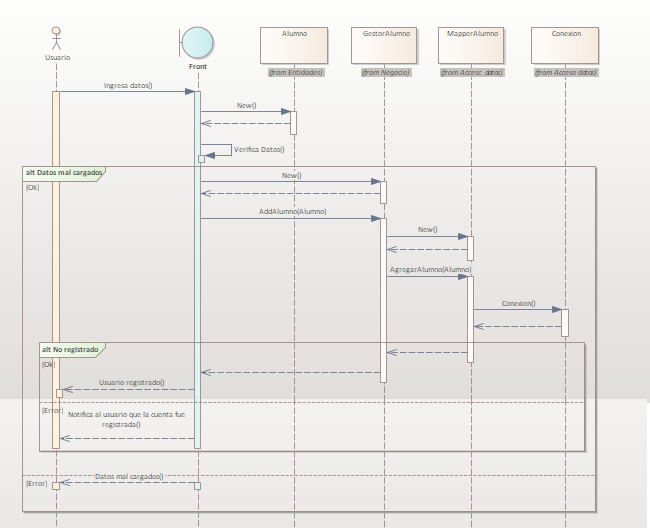 Alumno
GestorAlumno
MapperAlumno
Conexion
Usuario
Front
(from Entidades)
(from Negocio)
(from Acceso datos)
(from Acceso datos)
Ingresa datos()
New()
Verifica Datos()
alt Datos mal cargados
[OK]
New()
AddAlumno(Alumno)
New()
AgregarAlumno(Alumno)
Conexion()
alt No registrado
[Ok]
Usuario registrado()
[Error]
Notifica al usuario que la cuenta fue
registrada()
Datos mal cargados()
[Error]